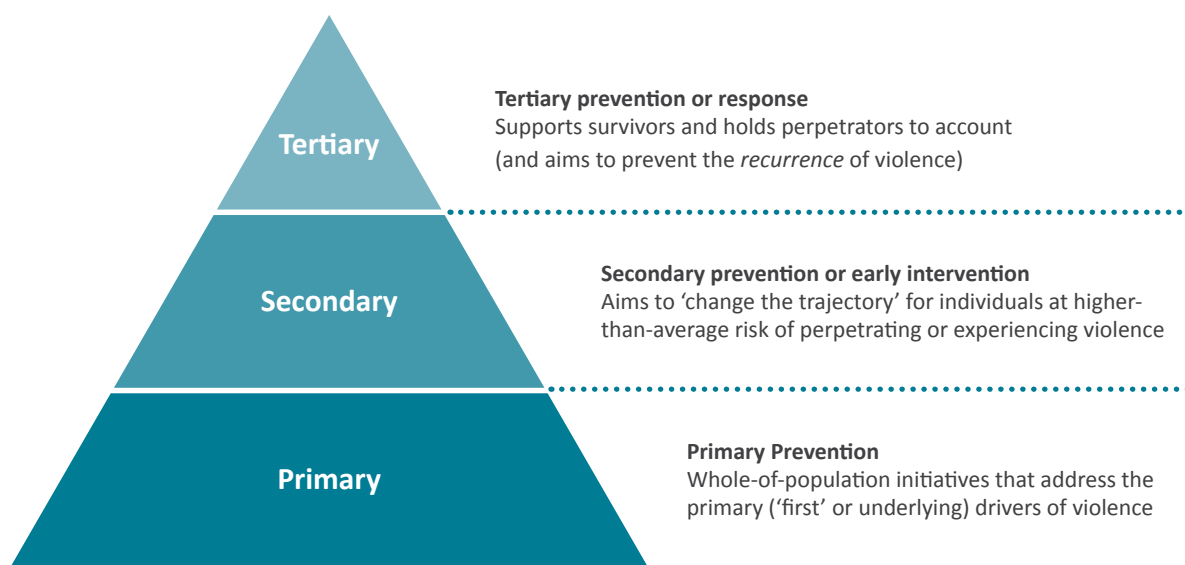 Tertiary
Tertiary prevention or response
Supports survivors and holds perpetrators to account
(and aims to prevent the recurrence of violence)
Secondary
Secondary prevention or early intervention
Aims to ‘change the trajectory’ for individuals at higher-
than-average risk of perpetrating or experiencing violence
Primary
Primary Prevention
Whole-of-population initiatives that address the
primary (‘first’ or underlying) drivers of violence